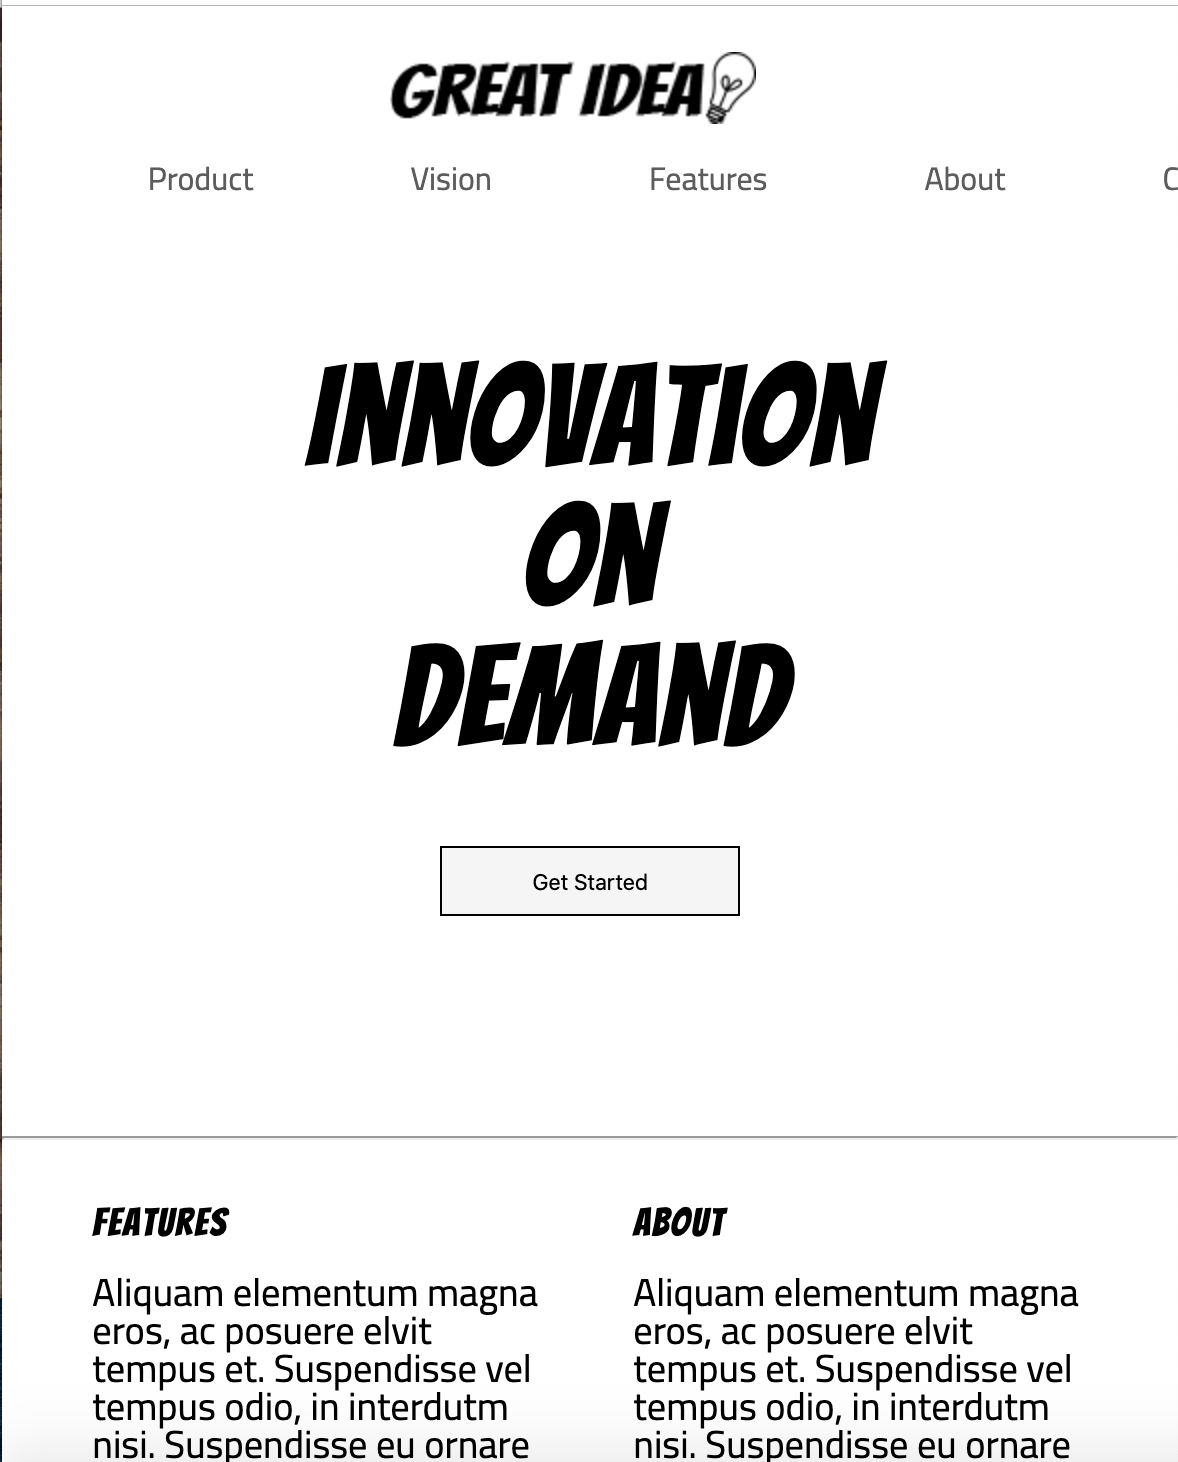 GREAT IDEA
Product Vision Features About C
INNOVATION
ON
DEMAND
Get Started
FEATURES
Aliquam elementum magna
eros, ac posuere elvit
tempus et. Suspendisse vel
tempus odio, in interdutm
nisi. Suspendisse eu ornare
ABOUT
Aliquam elementum magna
eros, ac posuere elvit
tempus et. Suspendisse vel
tempus odio, in interdutm
nisi. Suspendisse eu ornare